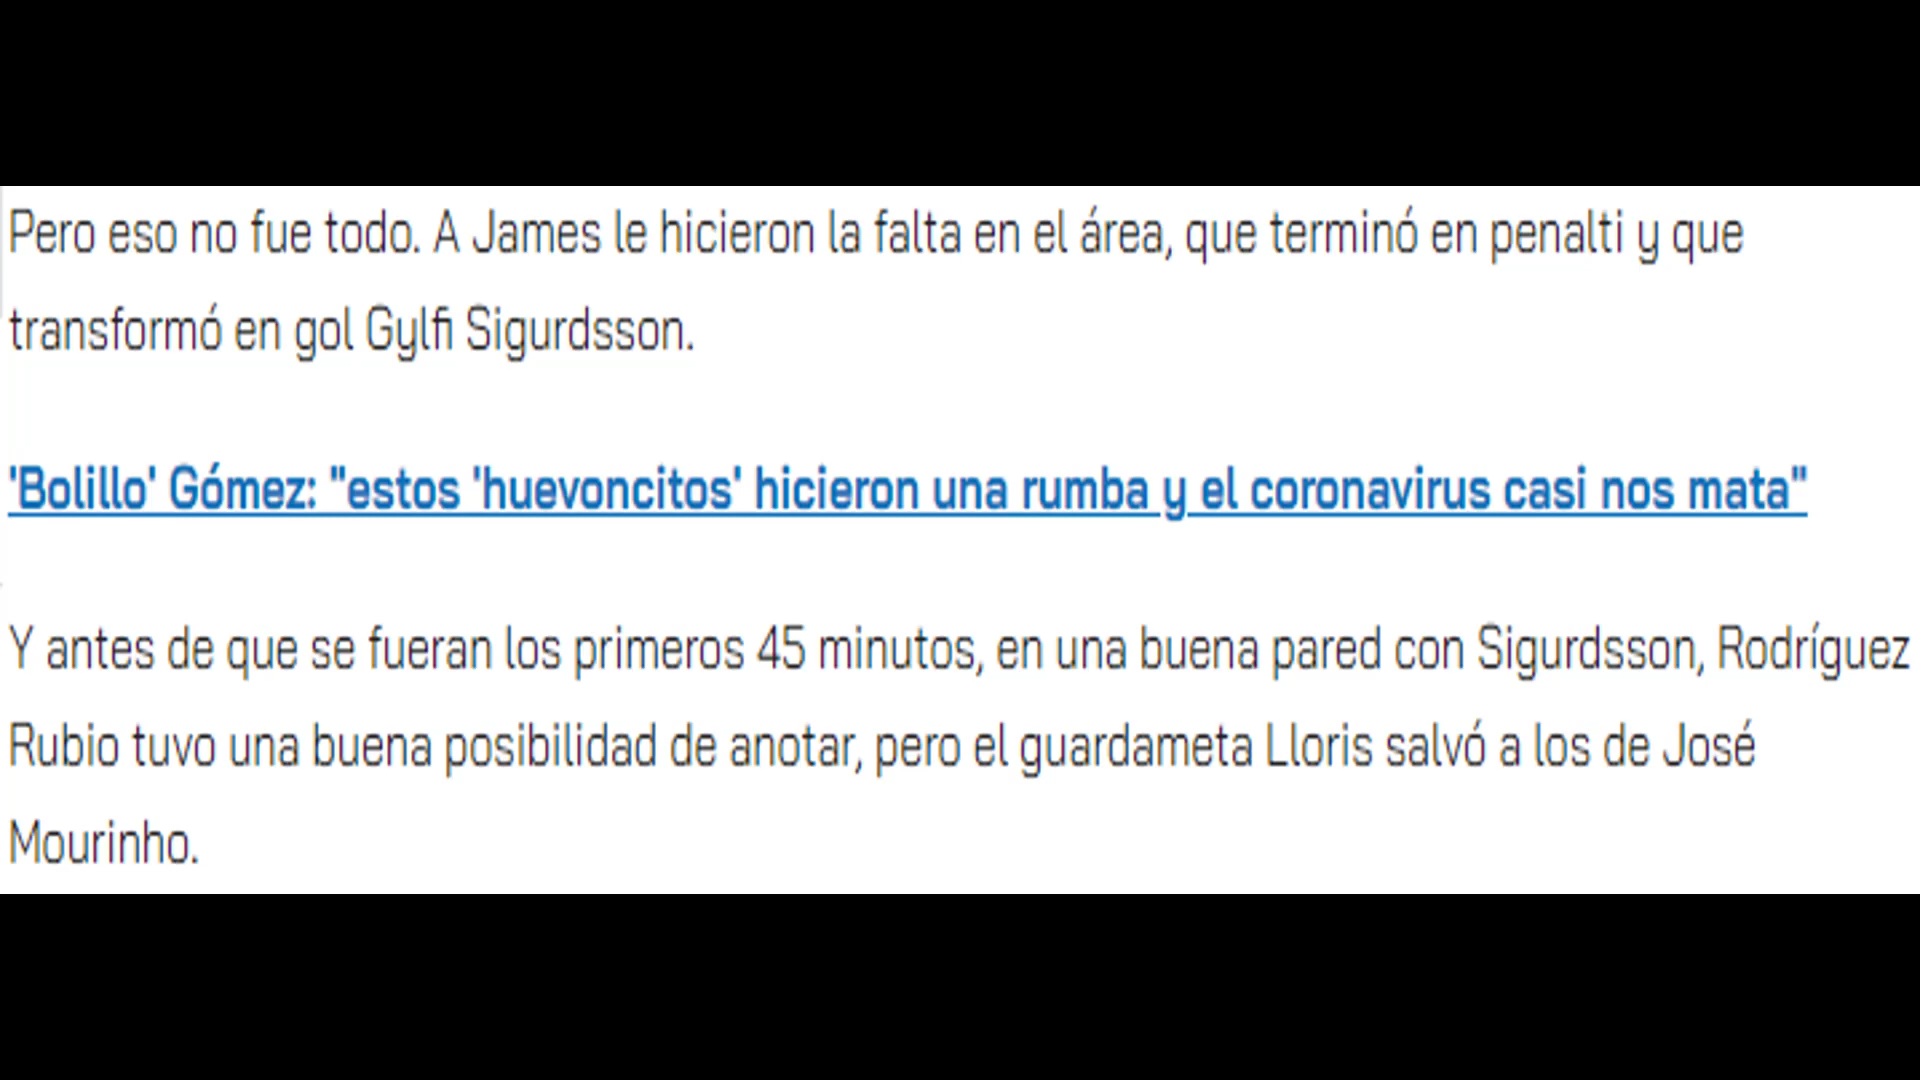 Pero eso no fue todo. A James le hicieron la falta en el área, que terminó en penalti y que
transformó en gol Gylfi Sigurdsson.
'Bolillo' Gómez: "estos 'huevoncitos' hicieron una rumba y el coronavirus casi nos mata"
Y antes de que se fueran los primeros 45 minutos, en una buena pared con Sigurdsson, Rodríguez
Rubio tuvo una buena posibilidad de anotar, pero el guardameta Lloris salvó a los de José
Mourinho.